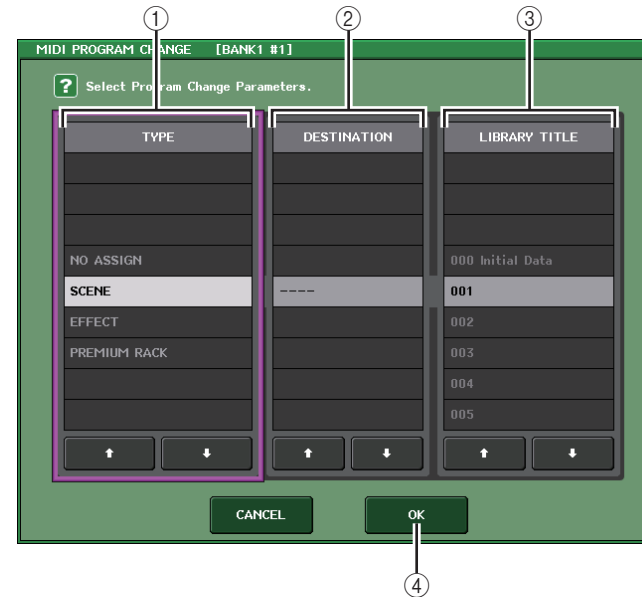 ① ② ③
MIDI PROGRAM CHANGE [BANK1 #1]
? Select Program Change Parameters.
TYPE DESTINATION LIBRARY TITLE
NO ASSIGN 000 Initial Data
SCENE ---- 001
EFFECT 002
PREMIUM RACK 003
004
005
CANCEL OK
④